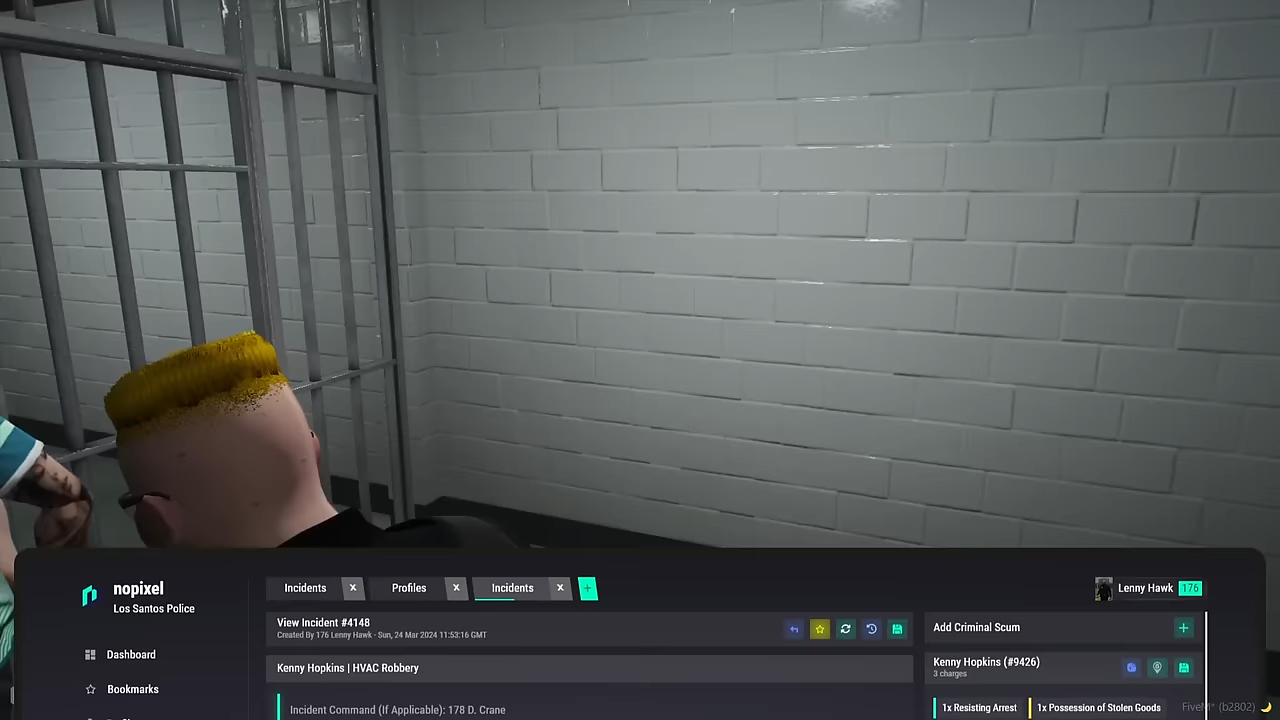 nopixel
Los Santos Police
Dashboard
Bookmarks
Incidents x Profiles x Incidents x +
Lenny Hawk 176
View Incident #4148
Created By 176 Lenny Hawk - Sun, 24 Mar 2024 11:53:16 GMT
Kenny Hopkins | HVAC Robbery
Incident Command (If Applicable): 178 D. Crane
Add Criminal Scum +
Kenny Hopkins (#9426)
3 charges
1x Resisting Arrest 1x Possession of Stolen Goods
FiveM* (b2802)